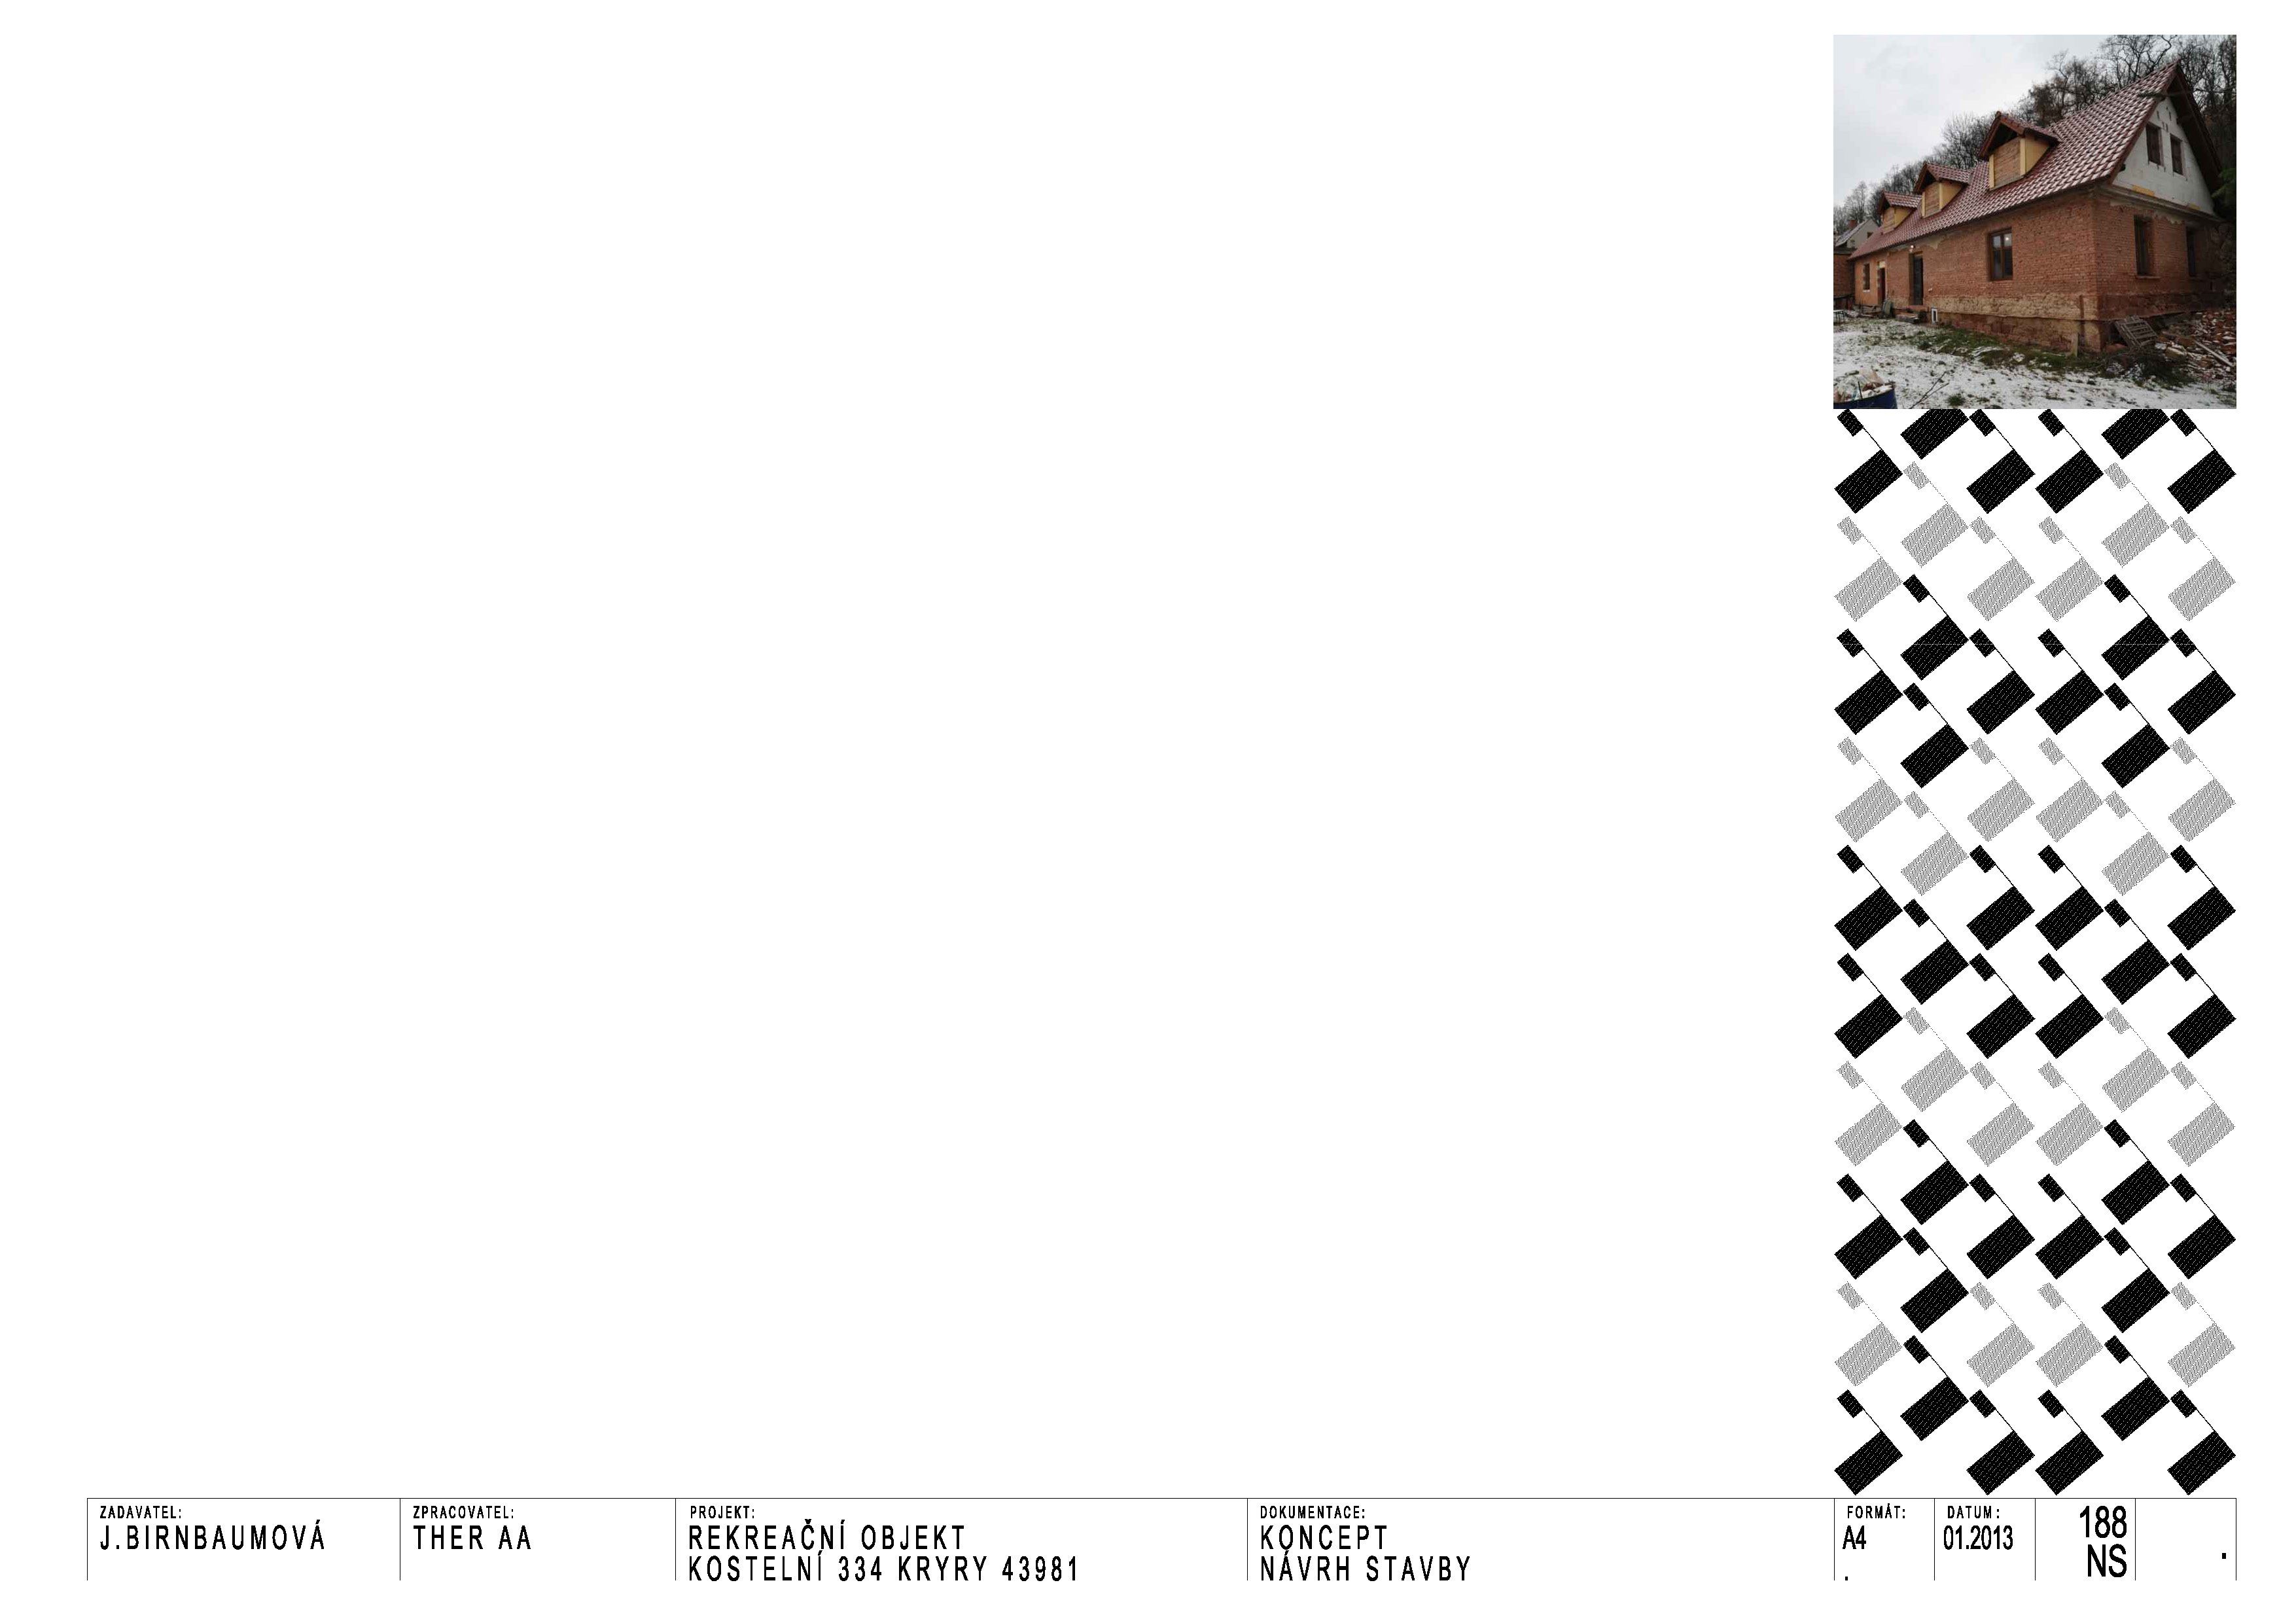 ZADAVATEL:
J.BIRNBAUMOVÁ
ZPRACOVATEL:
THER AA
PROJEKT:
REKREAČNÍ OBJEKT
KOSTELNÍ 334 KRYRY 43981
DOKUMENTACE:
KONCEPT
NÁVRH STAVBY
FORMÁT:
A4
.
DATUM:
01.2013
188
NS
.